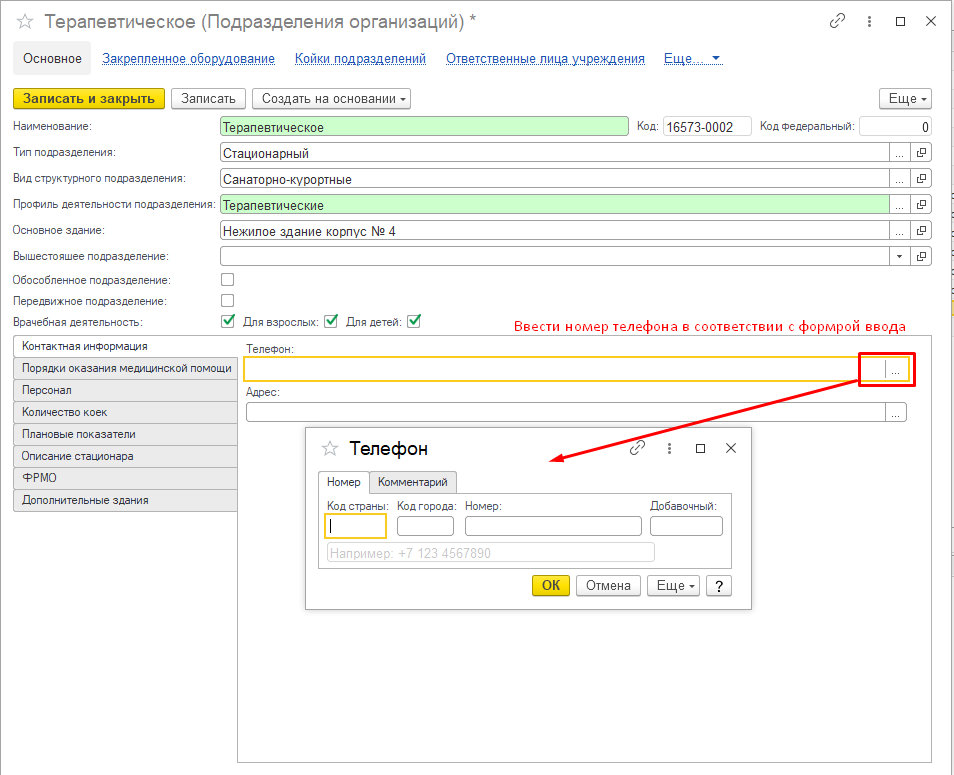 Терапевтическое (Подразделения организаций) *
Основное Закрепленное оборудование Койки подразделений Ответственные лица учреждения Еще...
Записать и закрыть Записать Создать на основании Еще
Наименование: Терапевтическое Код: 16573-0002 Код федеральный: 0
Тип подразделения: Стационарный ...
Вид структурного подразделения: Санаторно-курортные ...
Профиль деятельности подразделения: Терапевтические ...
Основное здание: Нежилое здание корпус № 4 ...
Вышестоящее подразделение:
Обособленное подразделение:
Передвижное подразделение:
Врачебная деятельность: Для взрослых: Для детей:
Ввести номер телефона в соответствии с формрой ввода
Контактная информация
Порядки оказания медицинской помощи
Персонал
Количество коек
Плановые показатели
Описание стационара
ФРМО
Дополнительные здания
Телефон:
...
Адрес:
...
Телефон
Номер Комментарий
Код страны: Код города: Номер: Добавочный:
Например: +7 123 4567890
ОК Отмена Еще ?